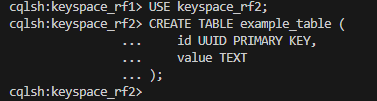 cqlsh:keyspace_rf1> USE keyspace_rf2;
cqlsh:keyspace_rf2> CREATE TABLE example_table (
                ...     id UUID PRIMARY KEY,
                ...     value TEXT
                ... );
cqlsh:keyspace_rf2>